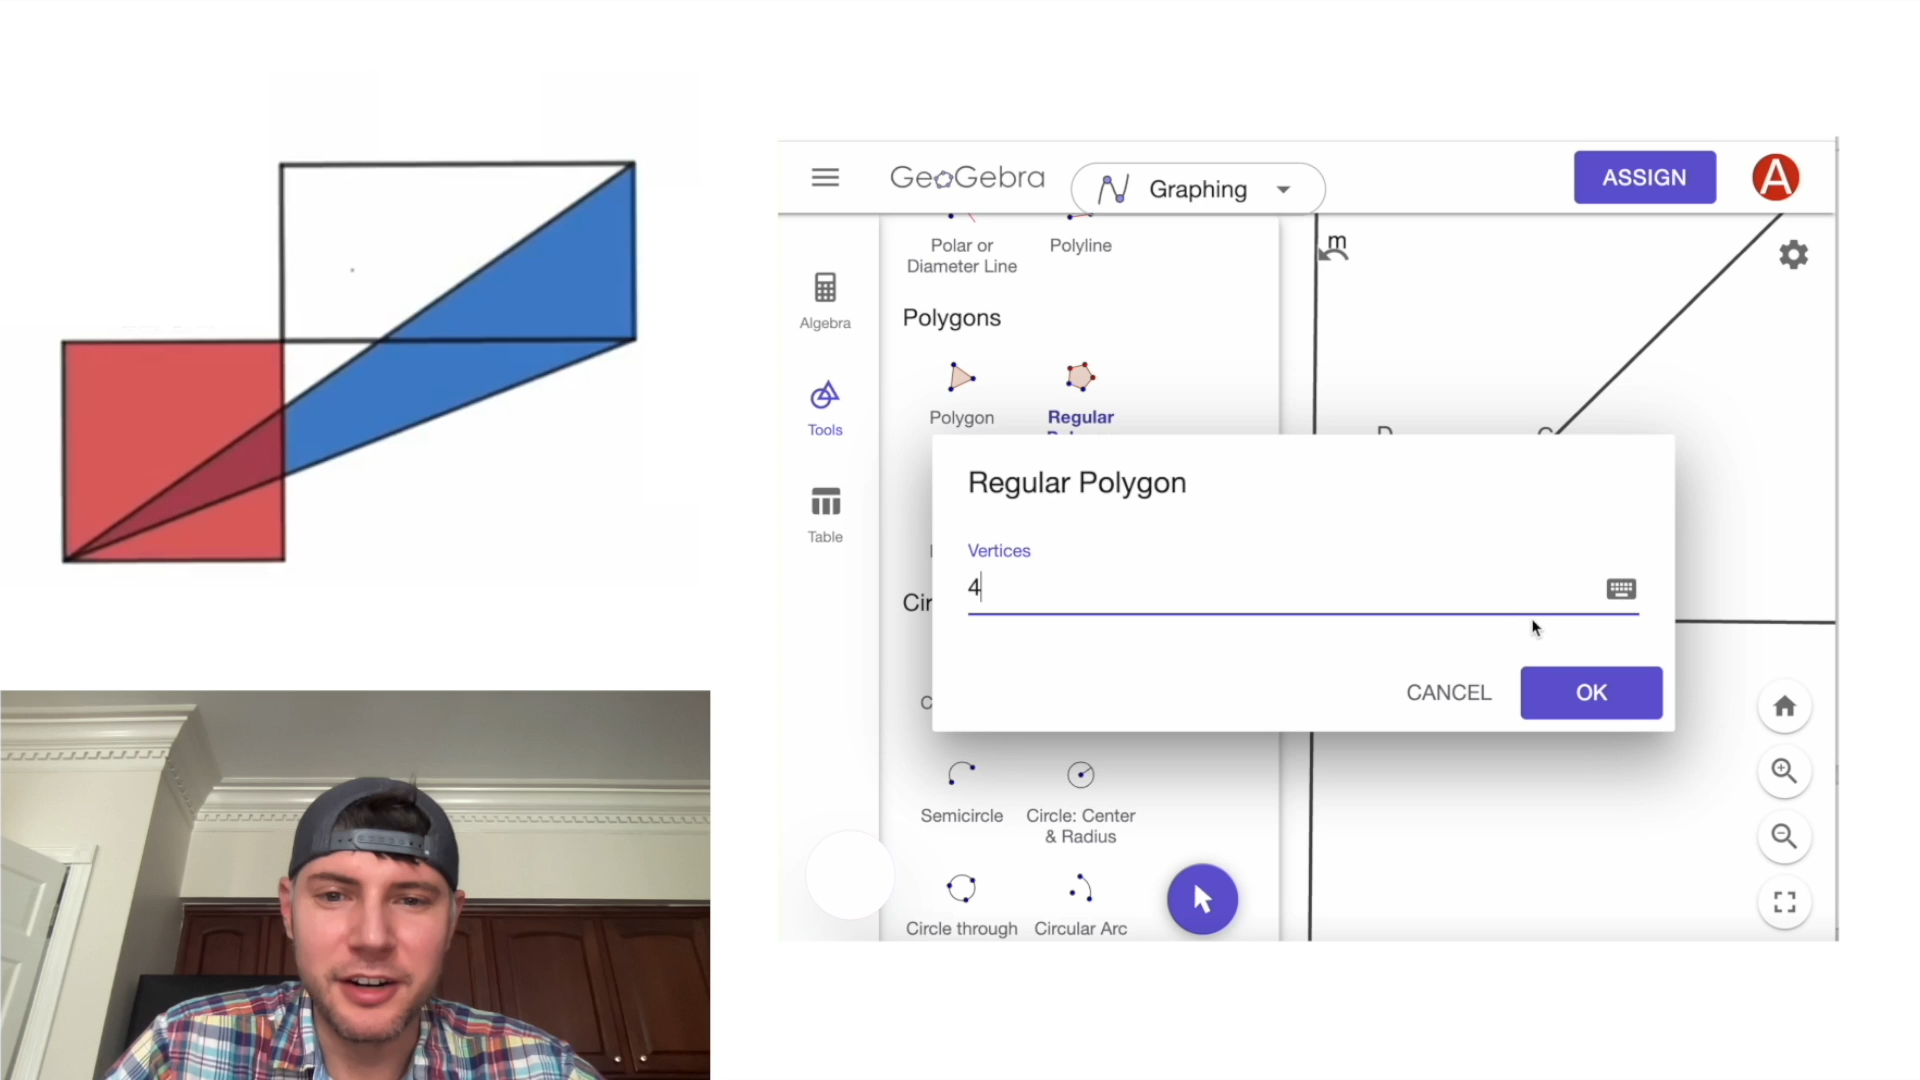 GeoGebra
Graphing
ASSIGN
A
Polar or
Diameter Line
Polyline
m
Algebra
Polygons
Polygon
Regular
Tools
Regular Polygon
Vertices
4
Table
Cir
CANCEL
OK
Semicircle
Circle: Center
& Radius
Circle through
Circular Arc